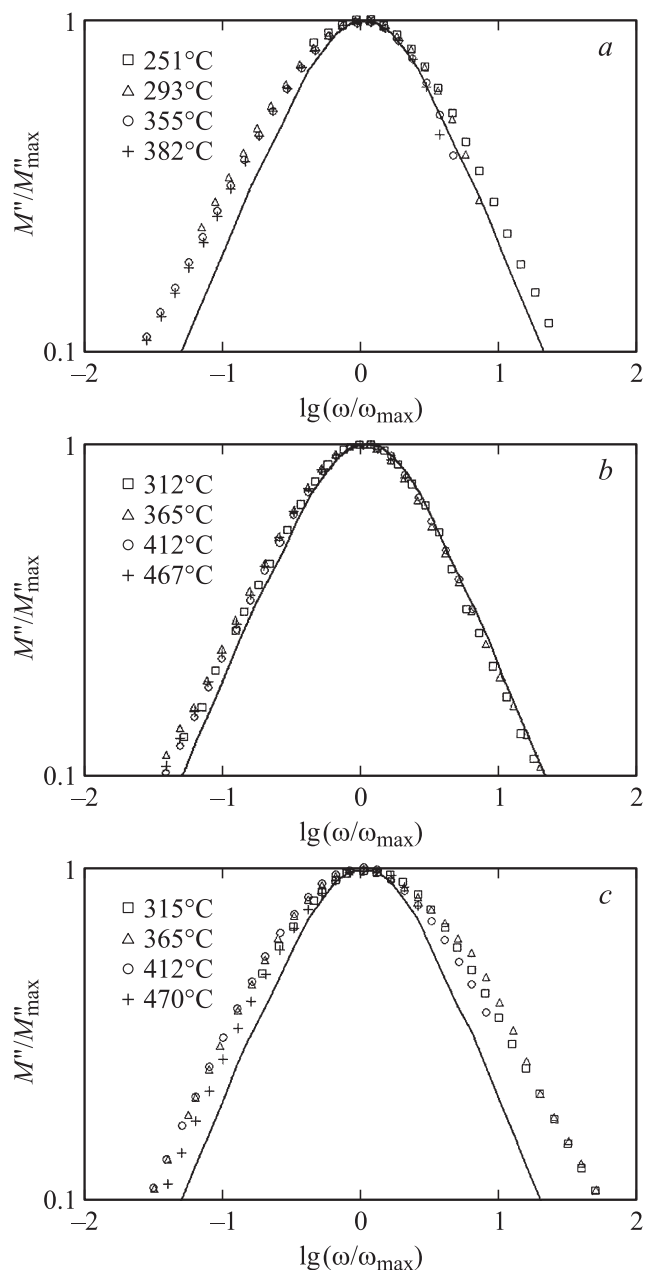 1
a
□ 251°C
△ 293°C
○ 355°C
+ 382°C
M"/M"max
0.1
−2 −1 0 1 2
lg(ω/ωmax)
1
b
□ 312°C
△ 365°C
○ 412°C
+ 467°C
M"/M"max
0.1
−2 −1 0 1 2
lg(ω/ωmax)
1
c
□ 315°C
△ 365°C
○ 412°C
+ 470°C
M"/M"max
0.1
−2 −1 0 1 2
lg(ω/ωmax)